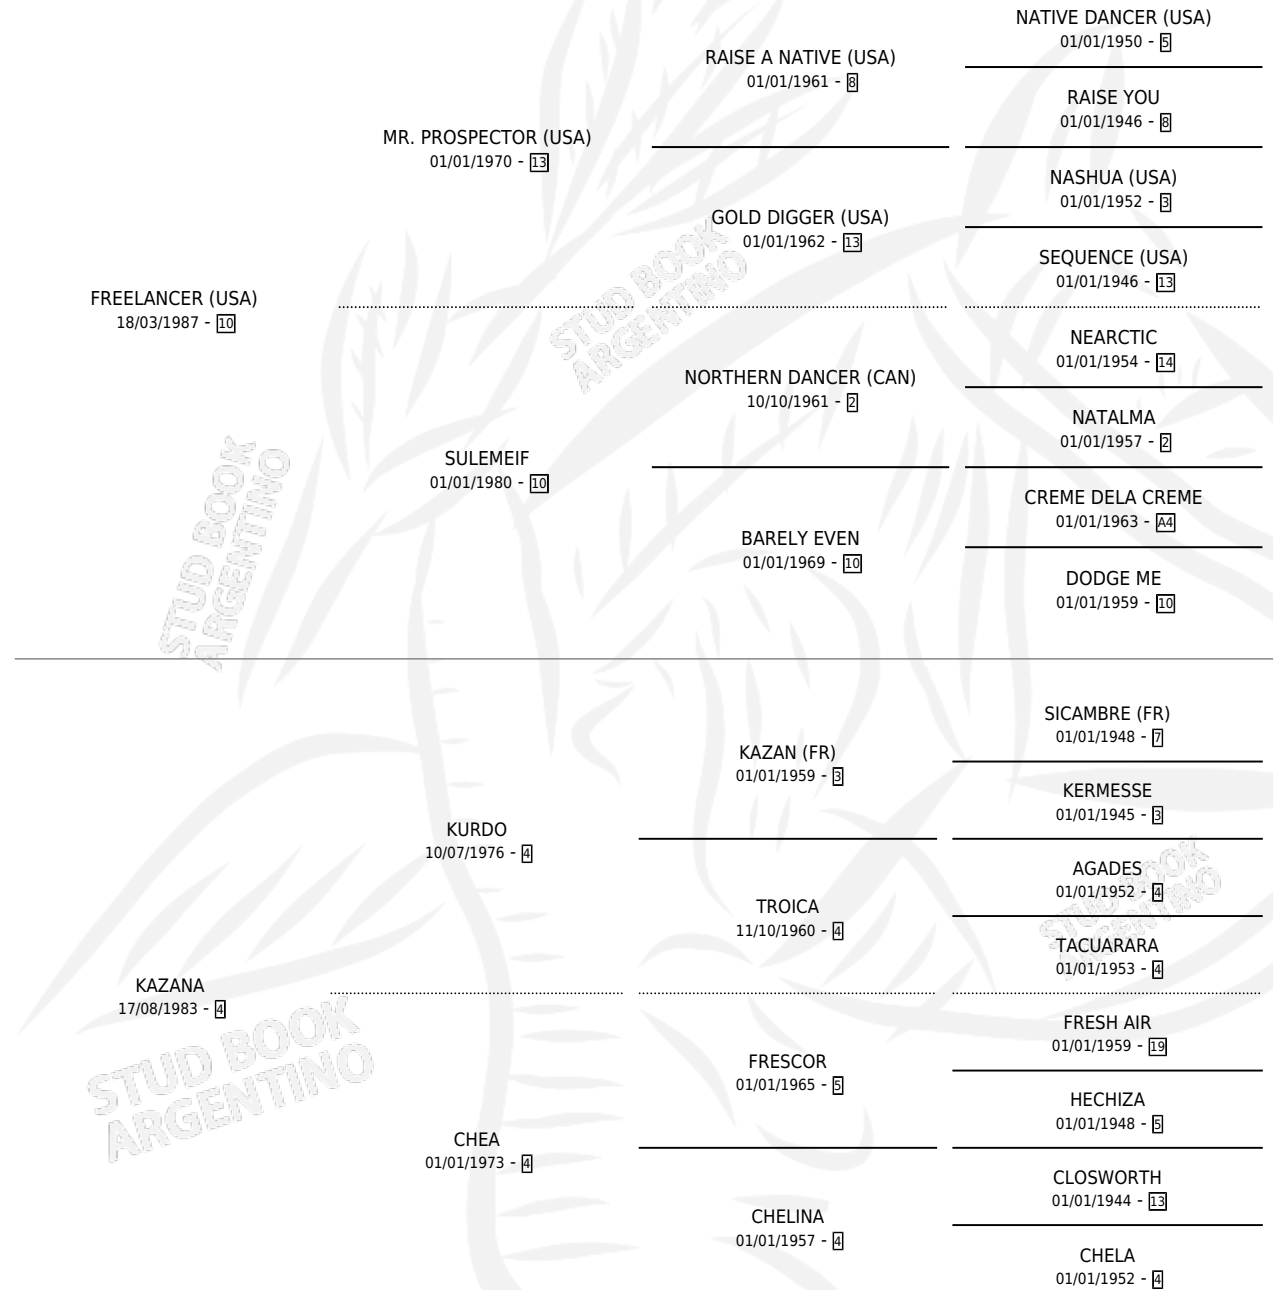 NATIVE DANCER (USA)
01/01/1950 - 5
RAISE A NATIVE (USA)
01/01/1961 - 8
RAISE YOU
01/01/1946 - 8
MR. PROSPECTOR (USA)
01/01/1970 - 13
NASHUA (USA)
01/01/1952 - 3
GOLD DIGGER (USA)
01/01/1962 - 13
SEQUENCE (USA)
01/01/1946 - 13
FREELANCER (USA)
18/03/1987 - 10
NEARCTIC
01/01/1954 - 14
NORTHERN DANCER (CAN)
10/10/1961 - 2
NATALMA
01/01/1957 - 2
SULEMEIF
01/01/1980 - 10
CREME DELA CREME
01/01/1963 - A4
BARELY EVEN
01/01/1969 - 10
DODGE ME
01/01/1959 - 10
SICAMBRE (FR)
01/01/1948 - 7
KAZAN (FR)
01/01/1959 - 3
KERMESSE
01/01/1945 - 3
KURDO
10/07/1976 - 4
AGADES
01/01/1952 - 4
TROICA
11/10/1960 - 4
TACUARARA
01/01/1953 - 4
KAZANA
17/08/1983 - 4
FRESH AIR
01/01/1959 - 19
FRESCOR
01/01/1965 - 5
HECHIZA
01/01/1948 - 5
CHEA
01/01/1973 - 4
CLOSWORTH
01/01/1944 - 13
CHELINA
01/01/1957 - 4
CHELA
01/01/1952 - 4
STUD BOOK
ARGENTINO
STUD BOOK
ARGENTINO
STUD BOOK
ARGENTINO
STUD BOOK
ARGENTINO